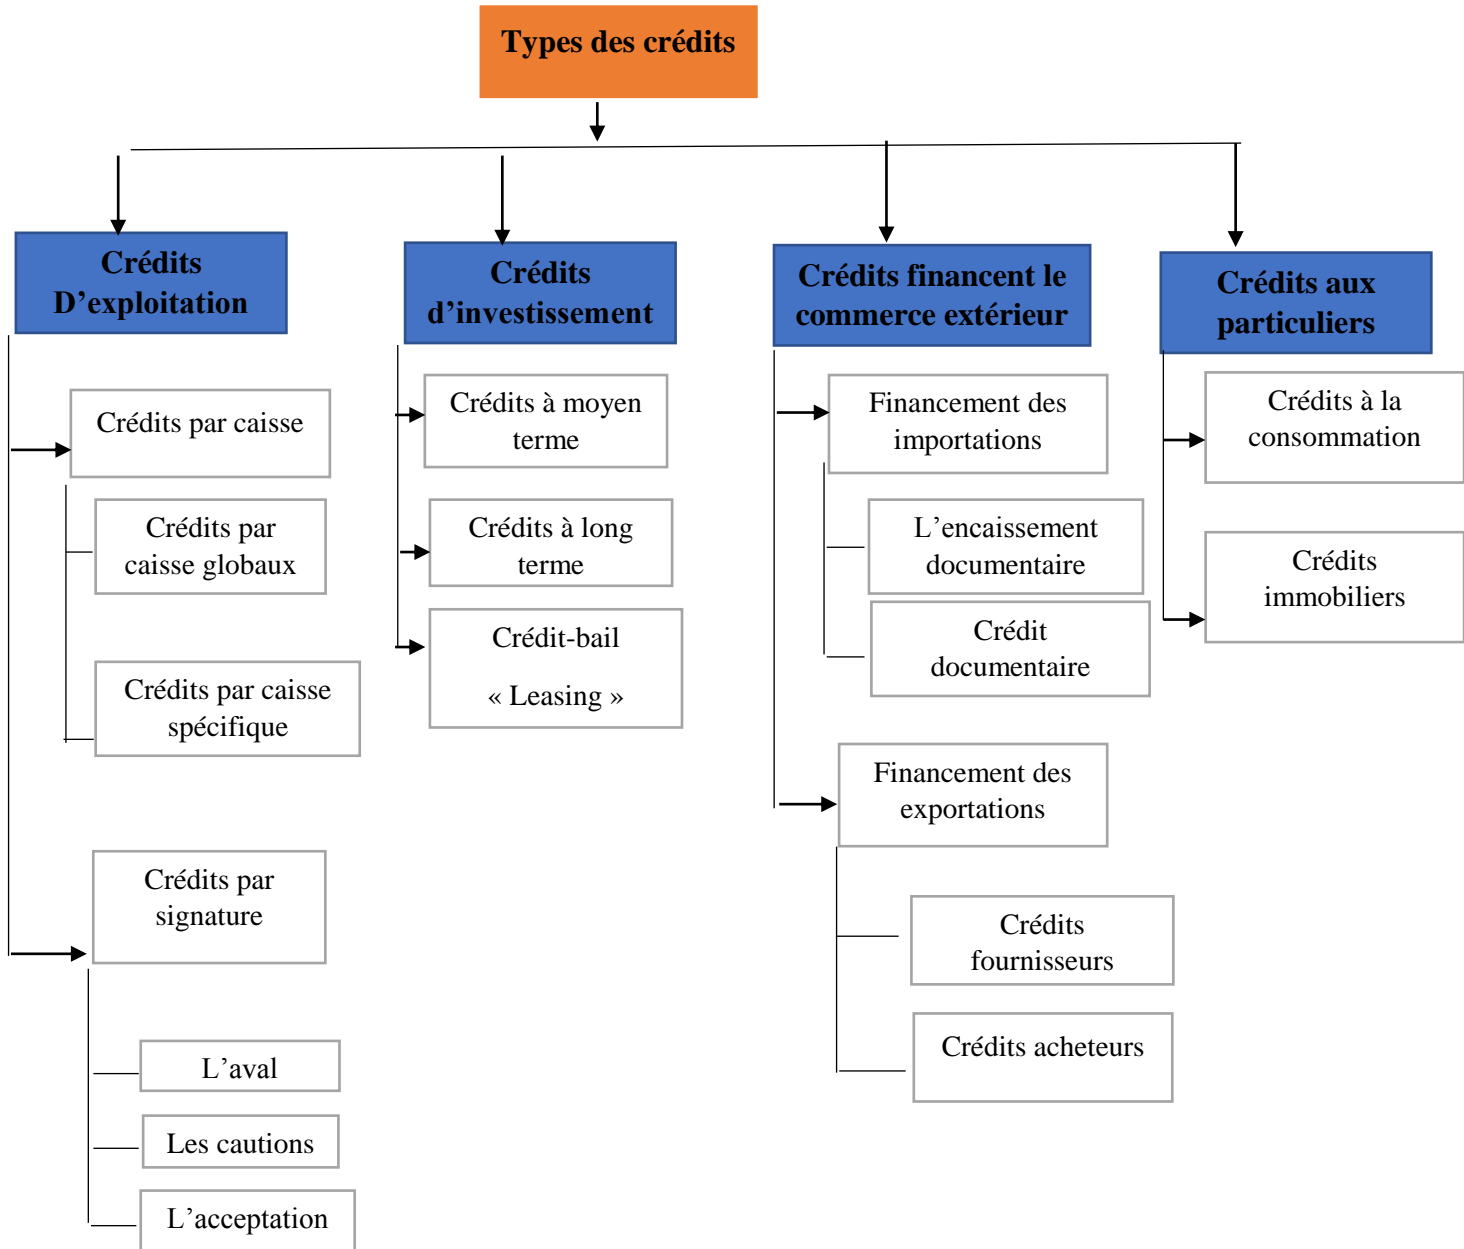 Types des crédits
Crédits
D’exploitation
Crédits par caisse
Crédits par
caisse globaux
Crédits par caisse
spécifique
Crédits par
signature
L’aval
Les cautions
L’acceptation
Crédits
d’investissement
Crédits à moyen
terme
Crédits à long
terme
Crédit-bail
« Leasing »
Crédits financent le
commerce extérieur
Financement des
importations
L’encaissement
documentaire
Crédit
documentaire
Financement des
exportations
Crédits
fournisseurs
Crédits acheteurs
Crédits aux
particuliers
Crédits à la
consommation
Crédits
immobiliers